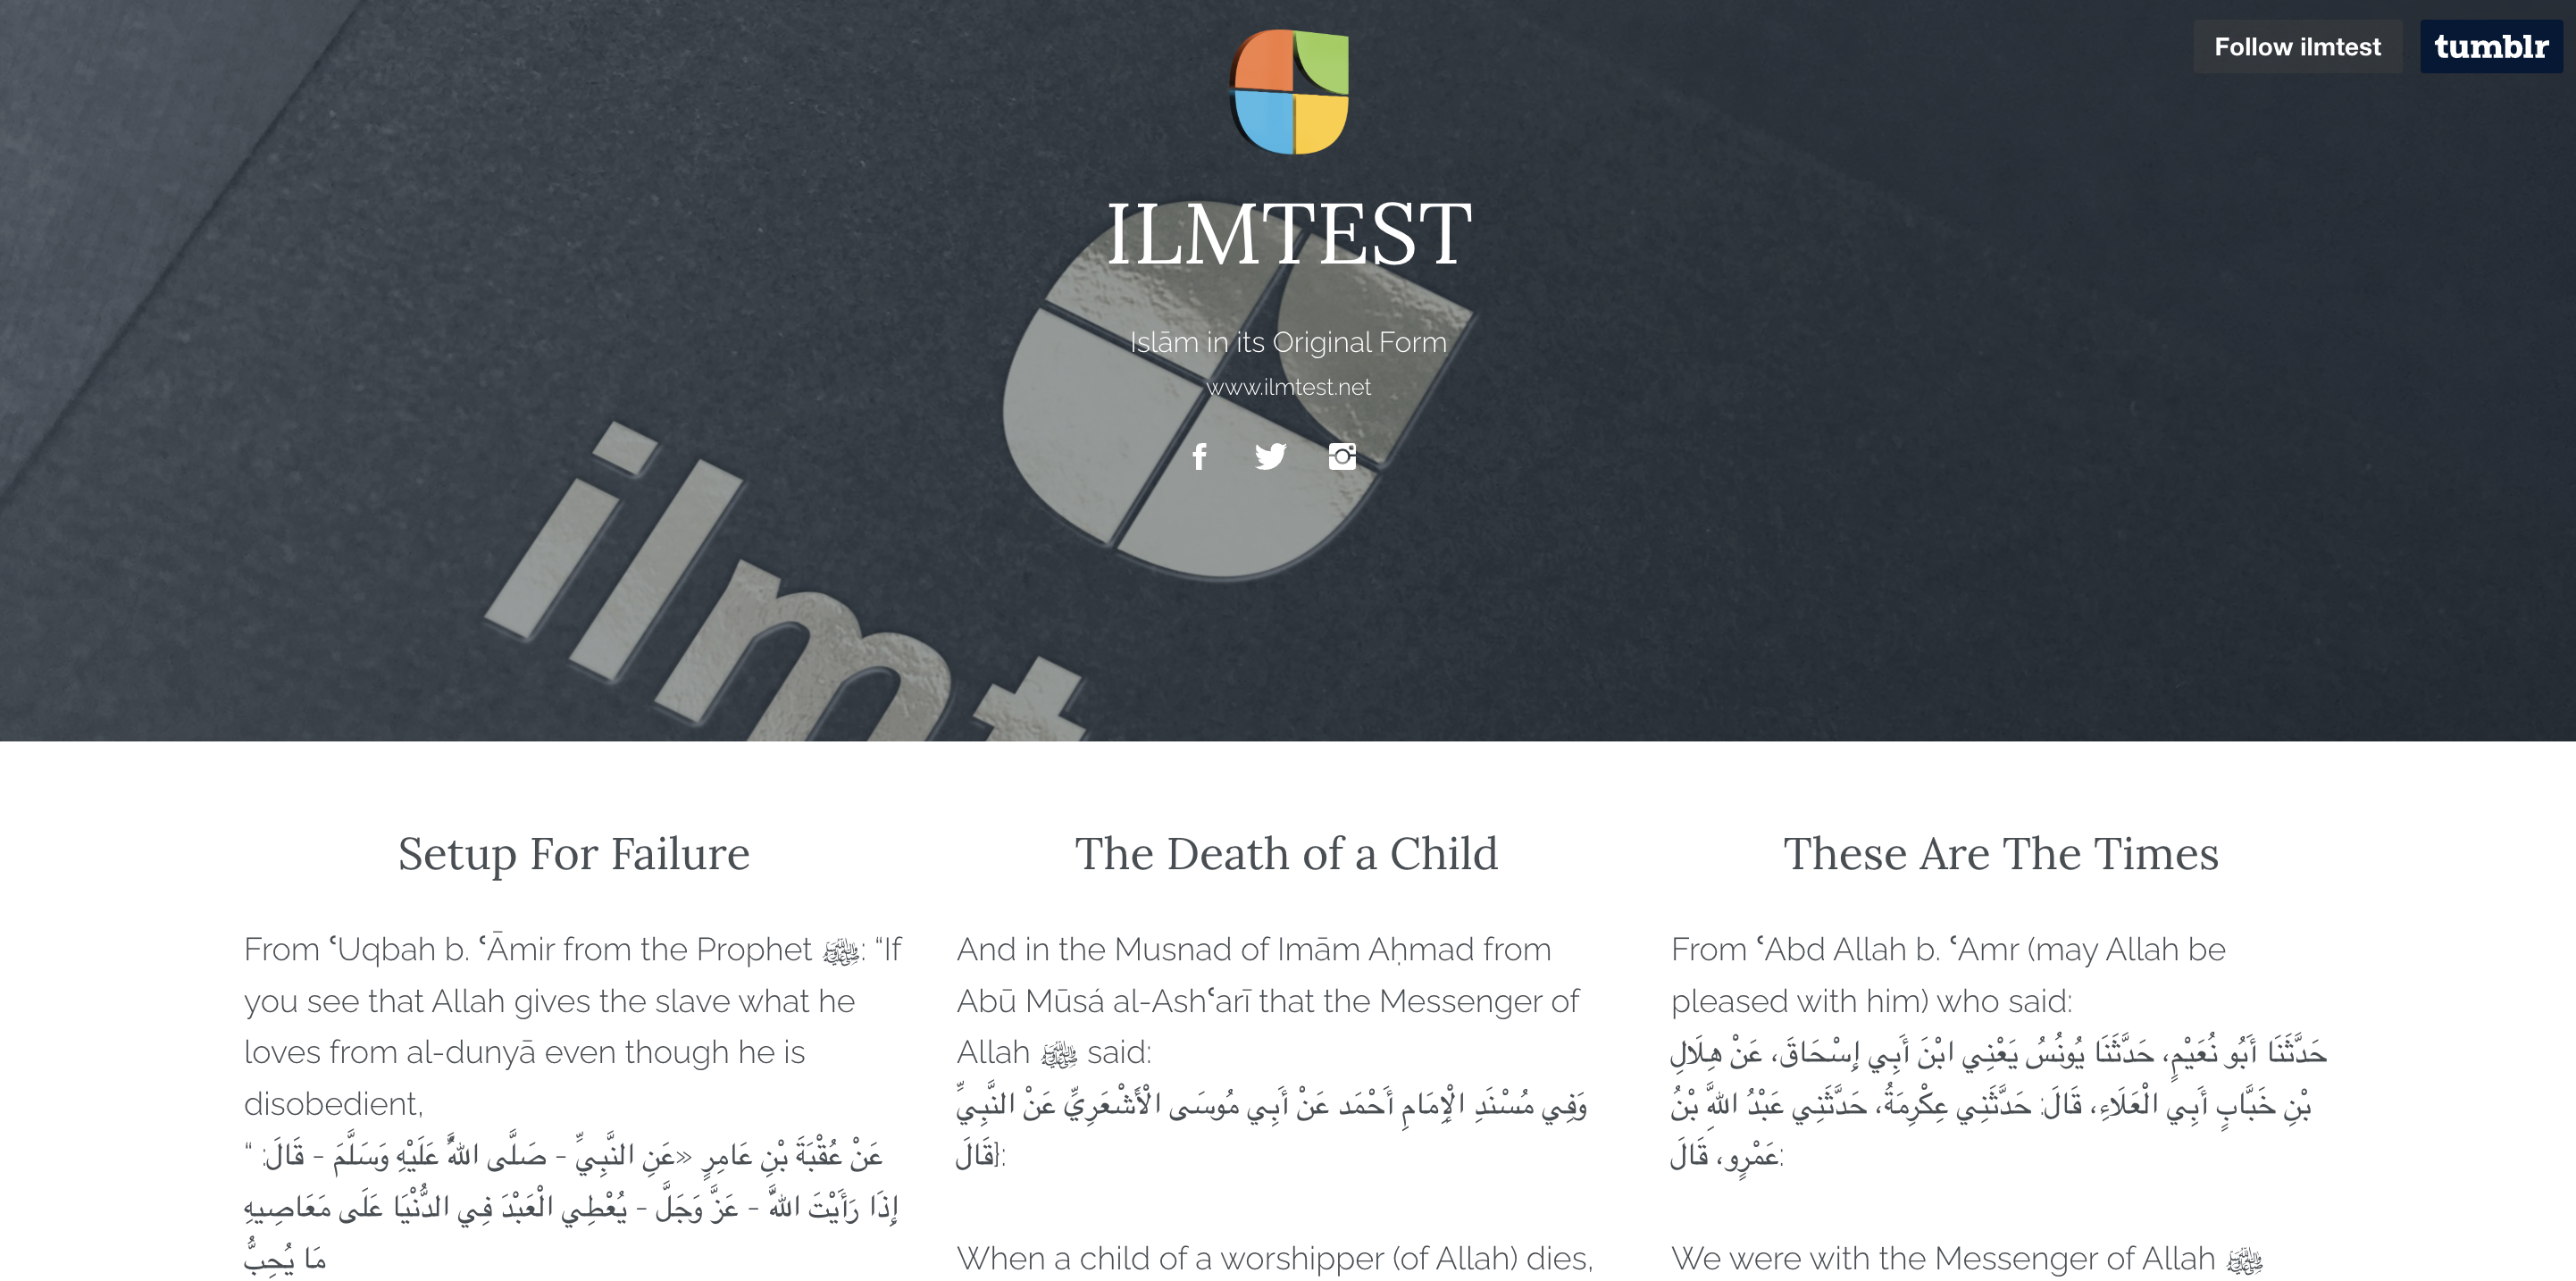 Follow ilmtest
tumblr
ILMTEST
Islām in its Original Form
www.ilmtest.net
ilmt
Setup For Failure
From ʿUqbah b. ʿĀmir from the Prophet ﷺ: “If
you see that Allah gives the slave what he
loves from al-dunyā even though he is
disobedient,
عَنْ عُقْبَةَ بْنِ عَامِرٍ «عَنِ النَّبِيِّ - صَلَّى اللَّهُ عَلَيْهِ وَسَلَّمَ - قَالَ: “
إِذَا رَأَيْتَ اللَّهَ - عَزَّ وَجَلَّ - يُعْطِي الْعَبْدَ فِي الدُّنْيَا عَلَى مَعَاصِيهِ
مَا يُحِبُّ
The Death of a Child
And in the Musnad of Imām Aḥmad from
Abū Mūsá al-Ashʿarī that the Messenger of
Allah ﷺ said:
وَفِي مُسْنَدِ الْإِمَامِ أَحْمَد عَنْ أَبِي مُوسَى الْأَشْعَرِيِّ عَنْ النَّبِيِّ
قَالَ}:
When a child of a worshipper (of Allah) dies,
These Are The Times
From ʿAbd Allah b. ʿAmr (may Allah be
pleased with him) who said:
حَدَّثَنَا أَبُو نُعَيْمٍ، حَدَّثَنَا يُونُسُ يَعْنِي ابْنَ أَبِي إِسْحَاقَ، عَنْ هِلَالِ
بْنِ خَبَّابٍ أَبِي الْعَلَاءِ، قَالَ: حَدَّثَنِي عِكْرِمَةُ، حَدَّثَنِي عَبْدُ اللَّهِ بْنُ
عَمْرٍو، قَالَ:
We were with the Messenger of Allah ﷺ